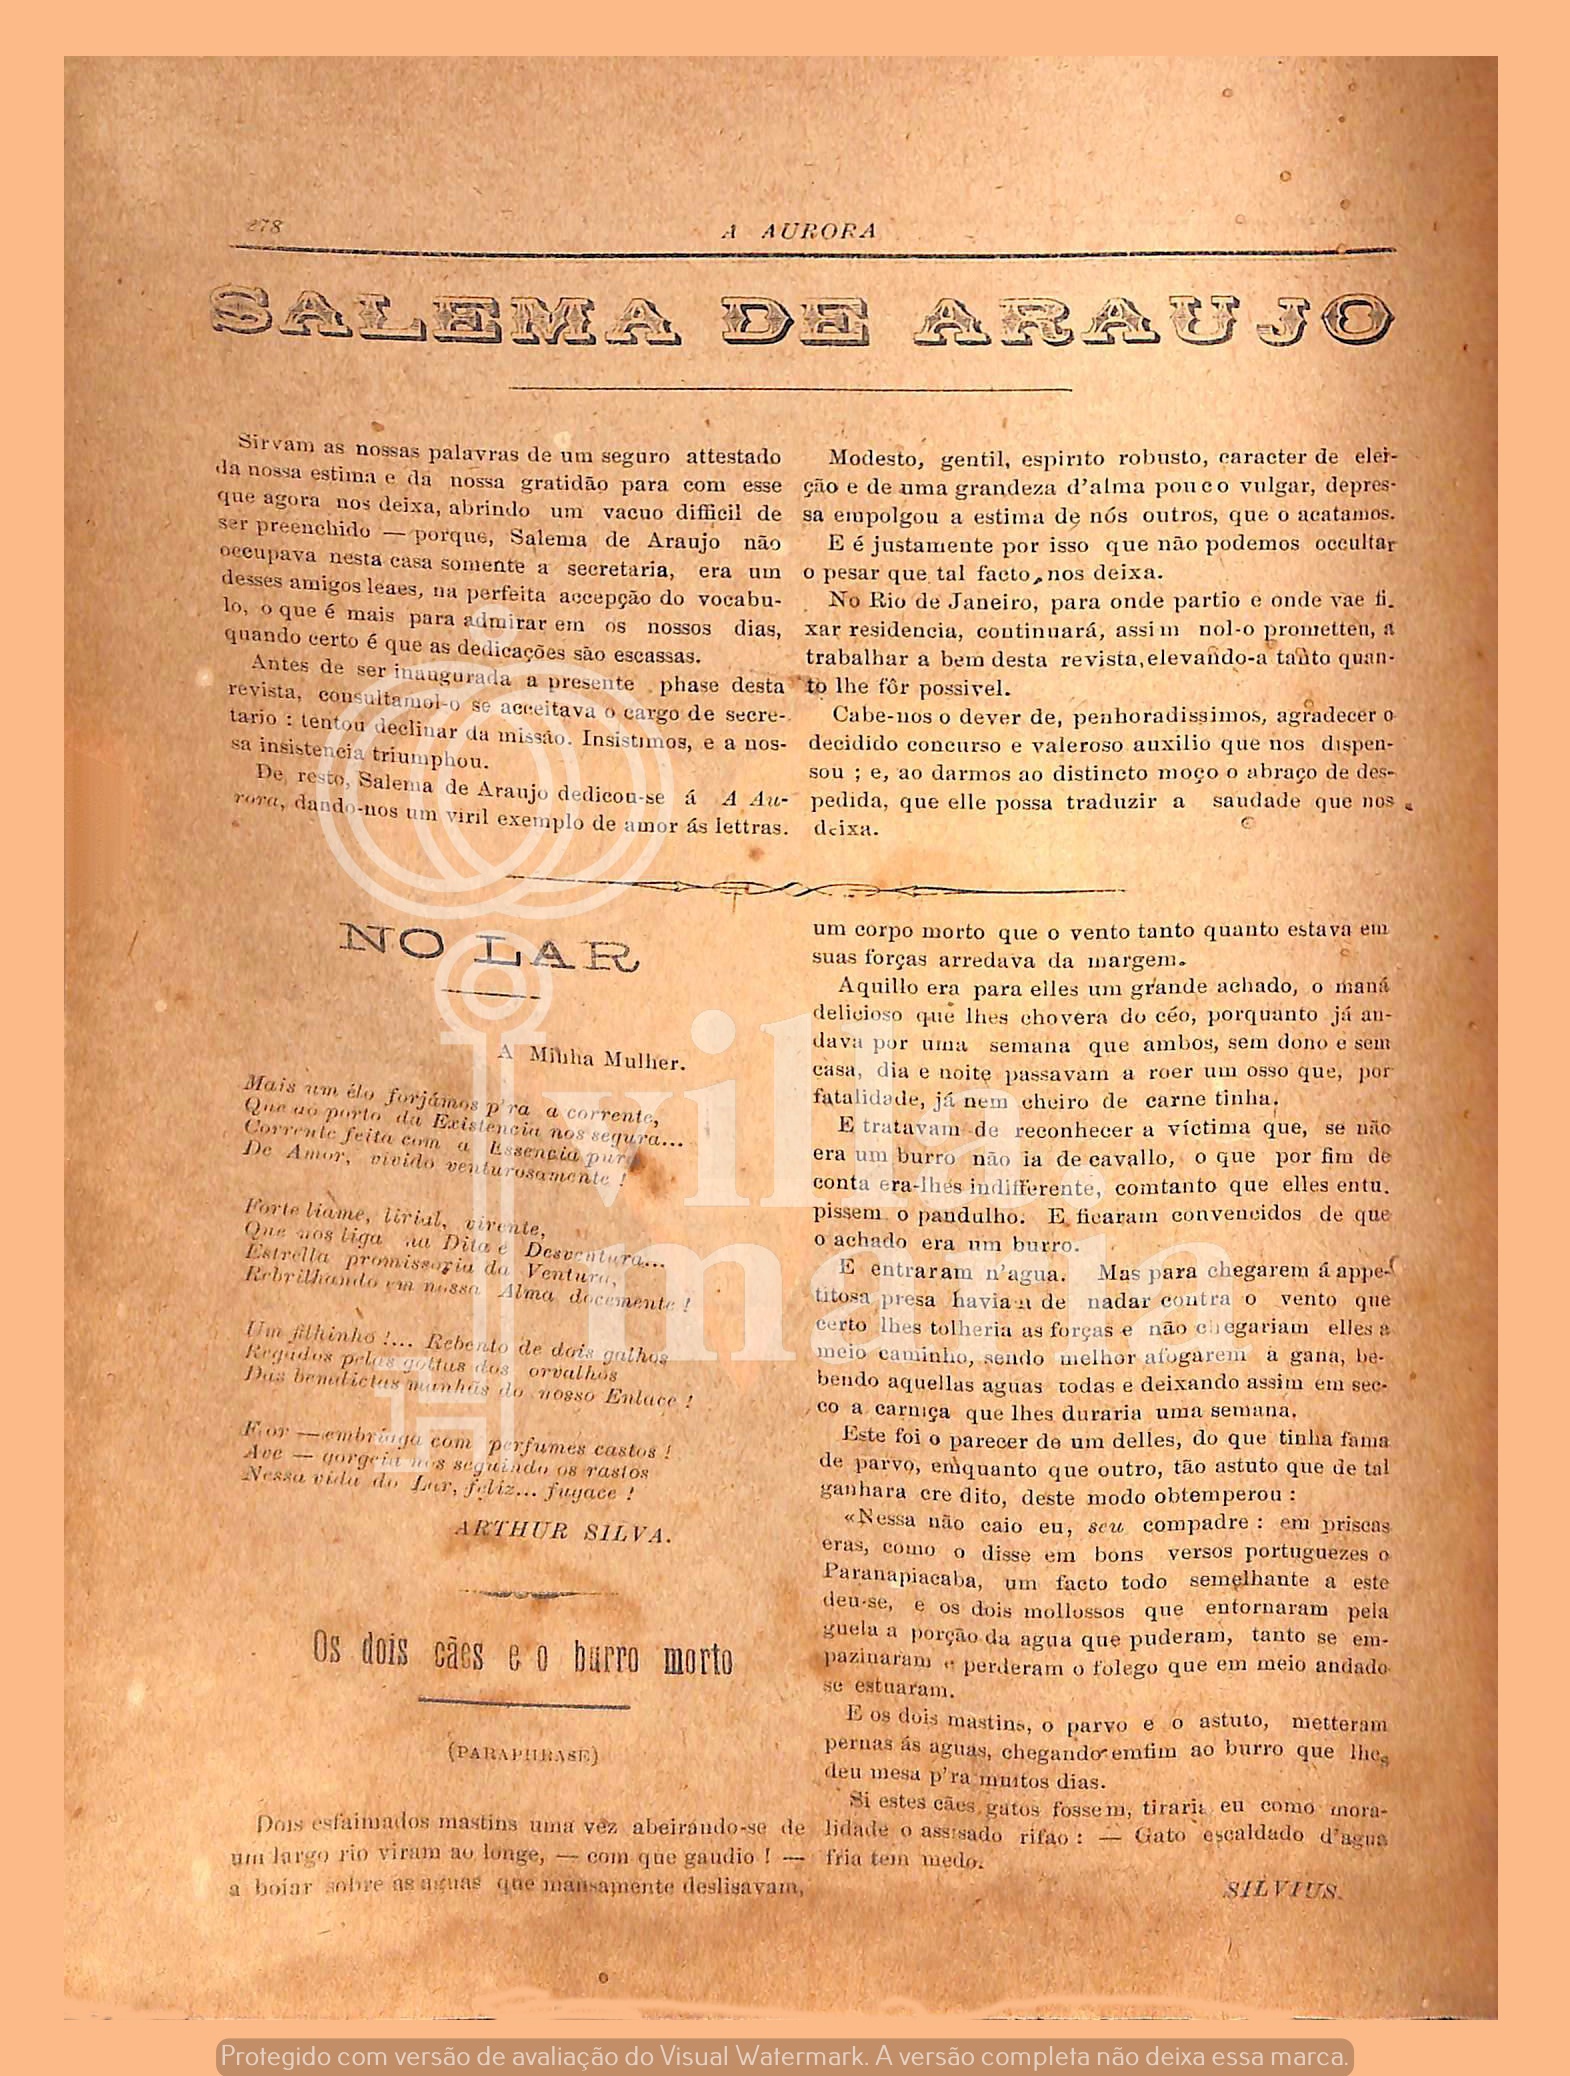 278
A AURORA
SALEMA DE ARAUJO
Sirvam as nossas palavras de um seguro attestado
da nossa estima e da nossa gratidão para com esse
que agora nos deixa, abrindo um vacuo difficil de
ser preenchido — porque, Salema de Araujo não
occupava nesta casa somente a secretaria, era um
desses amigos leaes, na perfeita accepção do vocabu-
lo, o que é mais para admirar em os nossos dias,
quando certo é que as dedicações são escassas.
Antes de ser inaugurada a presente phase desta
revista, consultamol-o se acceitava o cargo de secre-
tario : tentou declinar da missão. Insistimos, e a nos-
sa insistencia triumphou.
De resto, Salema de Araujo dedicou-se á A Au-
rora, dando-nos um viril exemplo de amor ás lettras.
Modesto, gentil, espirito robusto, caracter de elei-
ção e de uma grandeza d'alma pouco vulgar, depres-
sa empolgou a estima de nós outros, que o acatamos.
E é justamente por isso que não podemos occultar
o pesar que tal facto nos deixa.
No Rio de Janeiro, para onde partio e onde vae fi-
xar residencia, continuará, assim nol-o prometteu, a
trabalhar a bem desta revista, elevando-a tanto quan-
to lhe fôr possivel.
Cabe-nos o dever de, penhoradissimos, agradecer o
decidido concurso e valeroso auxilio que nos dispen-
sou ; e, ao darmos ao distincto moço o abraço de des-
pedida, que elle possa traduzir a saudade que nos
deixa.
NO LAR
A Minha Mulher.
Mais um élo forjámos p'ra a corrente,
Que ao porto da Existencia nos segura...
Corrente feita com a Essencia pura
De Amor, vivido venturosamente !
Forte liame, lirial, virente,
Que nos liga na Dita e Desventura...
Estrella promissoria da Ventura,
Rebrilhando em nossa Alma docemente !
Um filhinho !... Rebento de dois galhos
Regados pelas gottas dos orvalhos
Das bemdictas manhãs do nosso Enlace !
Flor — embriaga com perfumes castos !
Ave — gorgeia nos seguindo os rastos
Nessa vida do Lar, feliz... fugace !
ARTHUR SILVA.
Os dois cães e o burro morto
(PARAPHRASE)
Dois esfaimados mastins uma vez abeirando-se de
um largo rio viram ao longe, — com que gaudio ! —
a boiar sobre as aguas que mansamente deslisavam,
um corpo morto que o vento tanto quanto estava em
suas forças arredava da margem.
Aquillo era para elles um grande achado, o maná
delicioso que lhes chovera do céo, porquanto já an-
dava por uma semana que ambos, sem dono e sem
casa, dia e noite passavam a roer um osso que, por
fatalidade, já nem cheiro de carne tinha.
E tratavam de reconhecer a víctima que, se não
era um burro não ia de cavallo, o que por fim de
conta era-lhes indifferente, comtanto que elles entu.
pissem o pandulho. E ficaram convencidos de que
o achado era um burro.
E entraram n'agua. Mas para chegarem á appe-
titosa presa haviam de nadar contra o vento que
certo lhes tolheria as forças e não chegariam elles a
meio caminho, sendo melhor afogarem a gana, be-
bendo aquellas aguas todas e deixando assim em sec-
co a carniça que lhes duraria uma semana.
Este foi o parecer de um delles, do que tinha fama
de parvo, emquanto que outro, tão astuto que de tal
ganhara cre dito, deste modo obtemperou :
«Nessa não caio eu, seu compadre : em priscas
eras, como o disse em bons versos portuguezes o
Paranapiacaba, um facto todo semelhante a este
deu-se, e os dois mollossos que entornaram pela
guela a porção da agua que puderam, tanto se em-
pazinaram e perderam o folego que em meio andado
se estuaram.
E os dois mastins, o parvo e o astuto, metteram
pernas ás aguas, chegando emfim ao burro que lhes
deu mesa p'ra muitos dias.
Si estes cães gatos fossem, tiraria eu como mora-
lidade o assisado rifão : — Gato escaldado d'agua
fria tem medo.
SILVIUS.
vila
maria
Protegido com versão de avaliação do Visual Watermark. A versão completa não deixa essa marca.